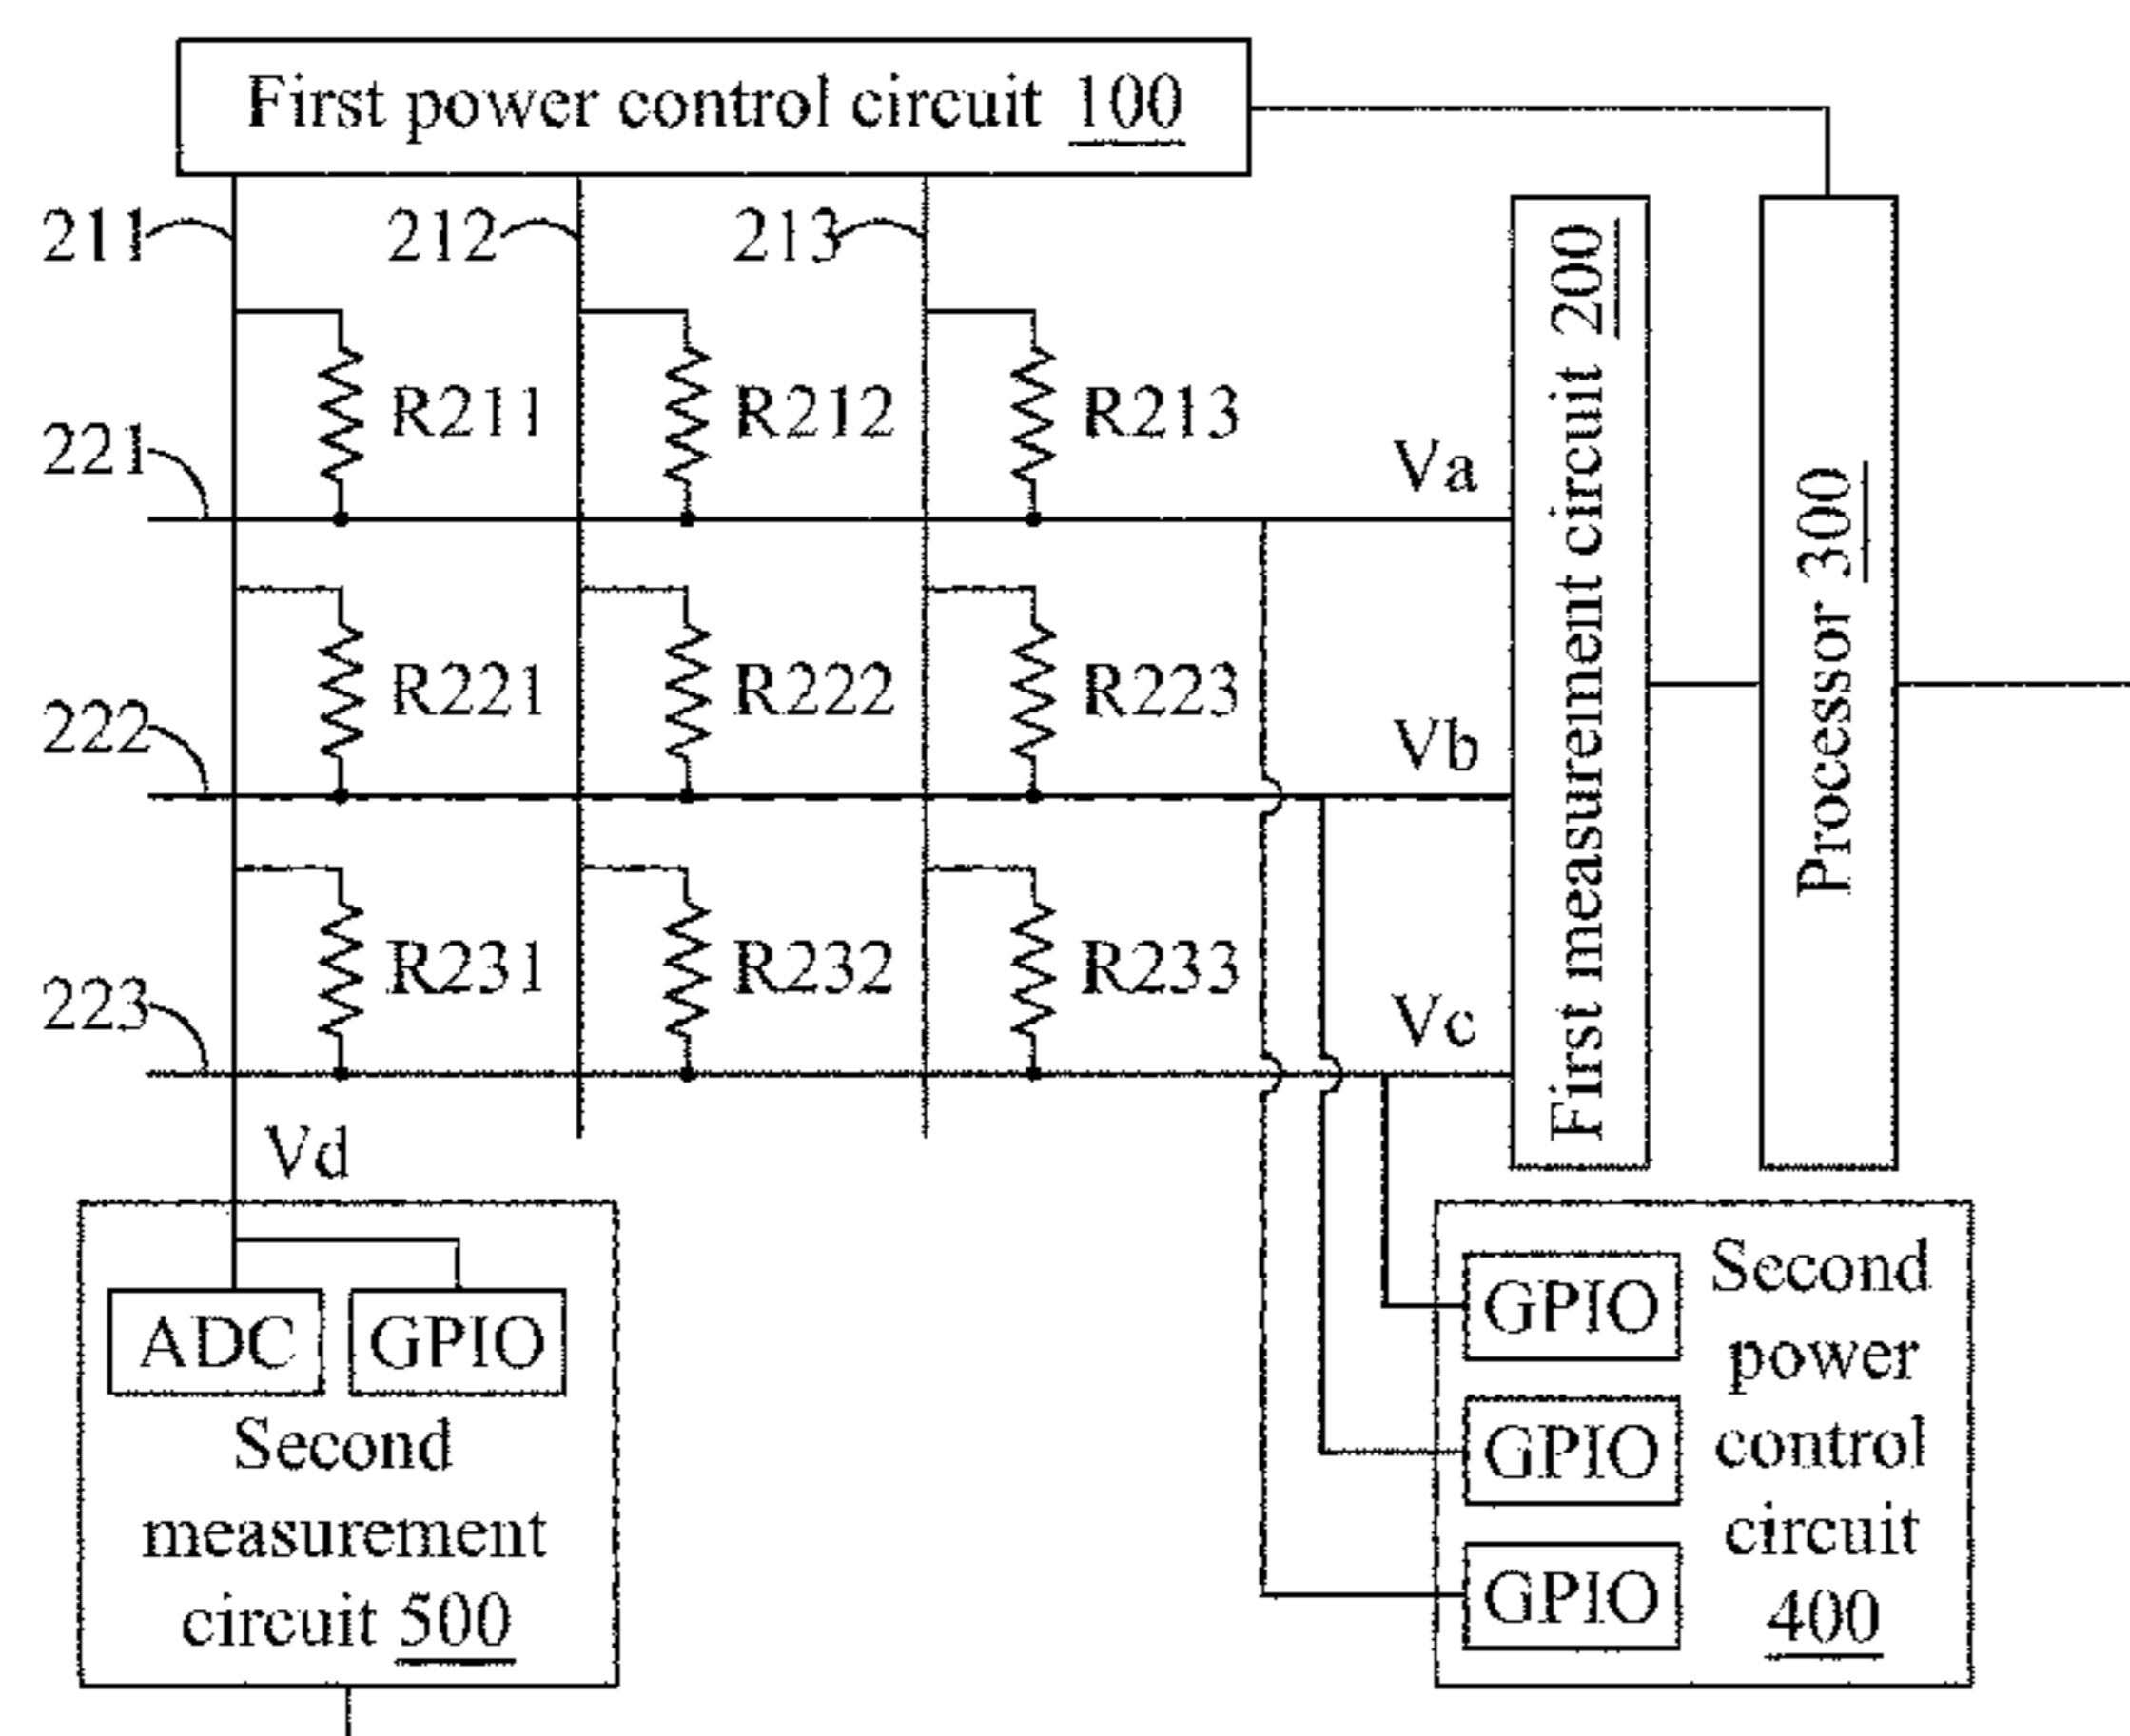 First power control circuit 100
211
212
213
R211
R212
R213
221
Va
R221
R222
R223
222
Vb
R231
R232
R233
223
Vc
First measurement circuit 200
Processor 300
Vd
ADC
GPIO
Second
measurement
circuit 500
GPIO
GPIO
GPIO
Second
power
control
circuit
400